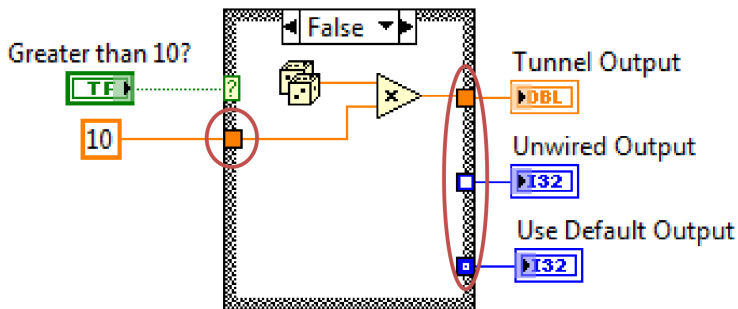 False
Greater than 10?
TF
?
10
x
Tunnel Output
DBL
Unwired Output
I32
Use Default Output
I32